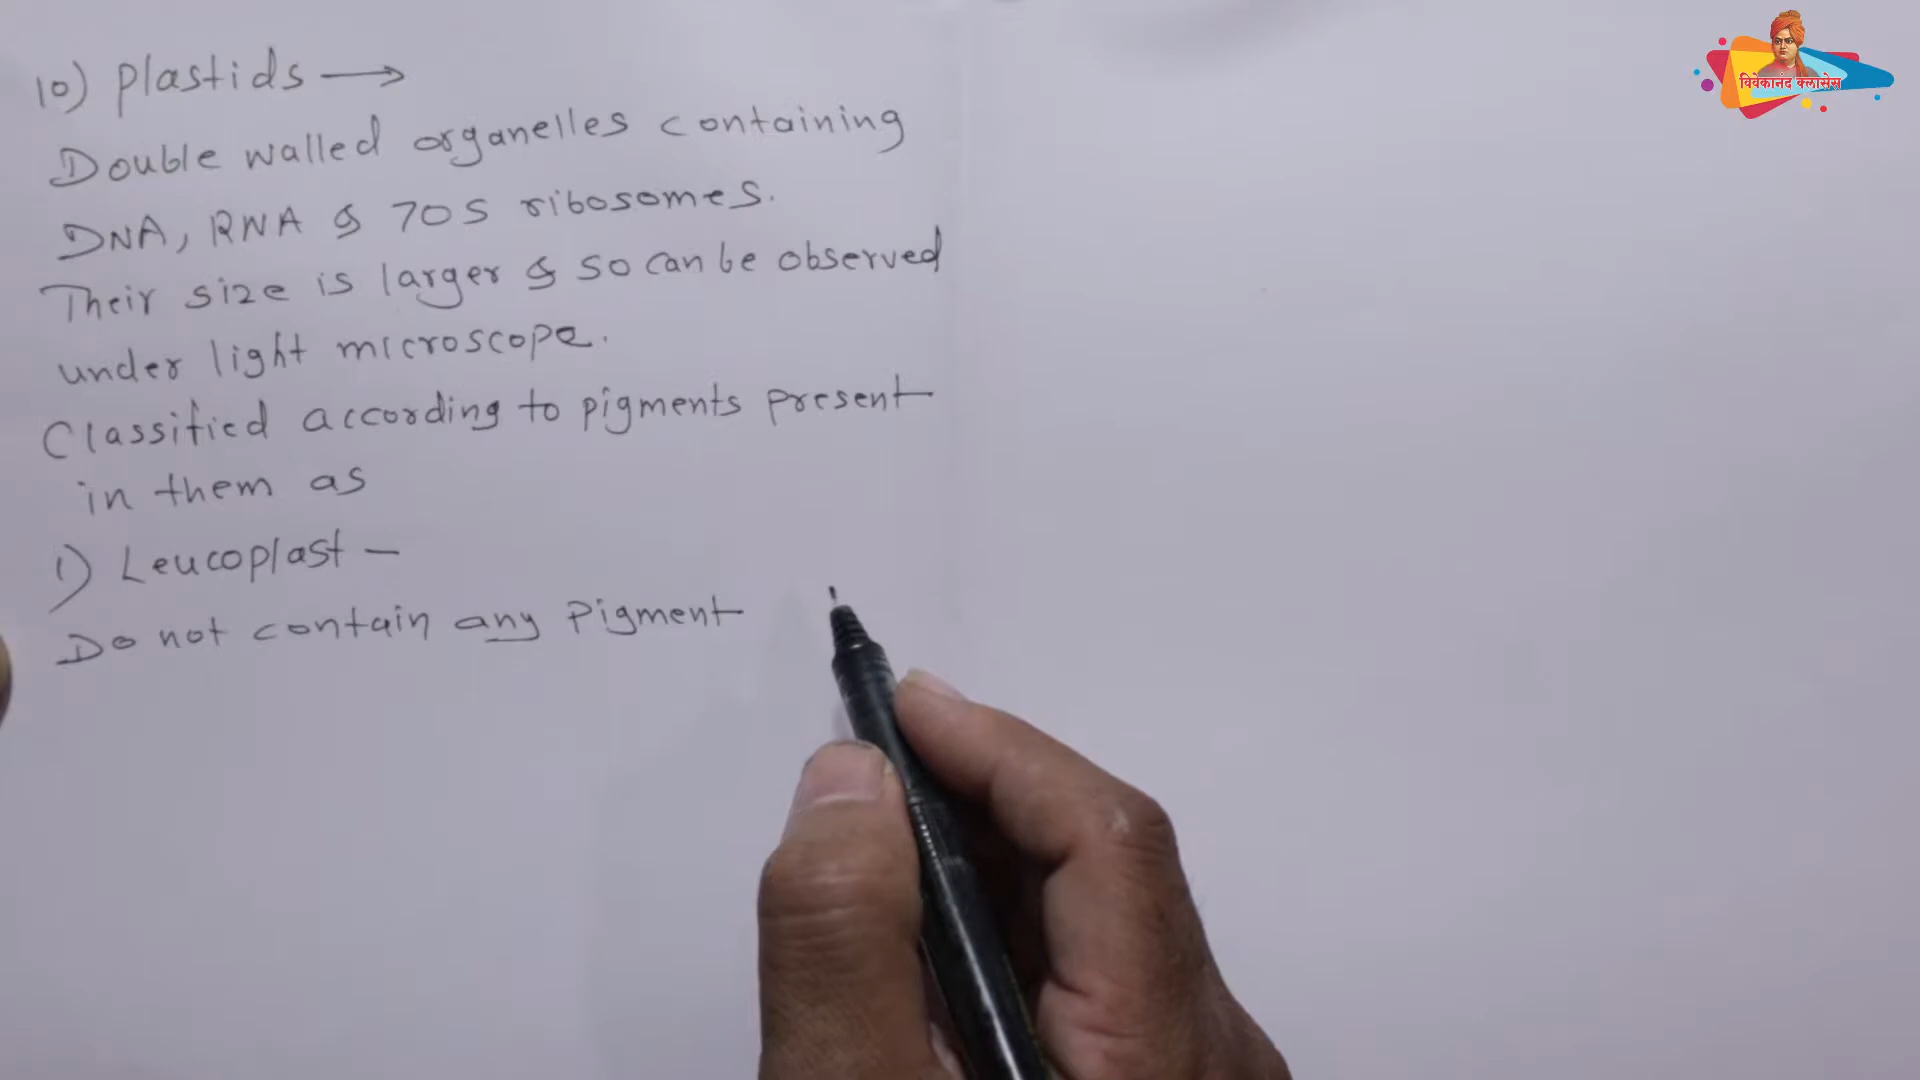 10) Plastids →
Double walled organelles containing
DNA, RNA & 70S ribosomes.
Their size is larger & so can be observed
under light microscope.
Classified according to pigments present
in them as
1) Leucoplast -
Do not contain any Pigment
विवेकानंद क्लासेस